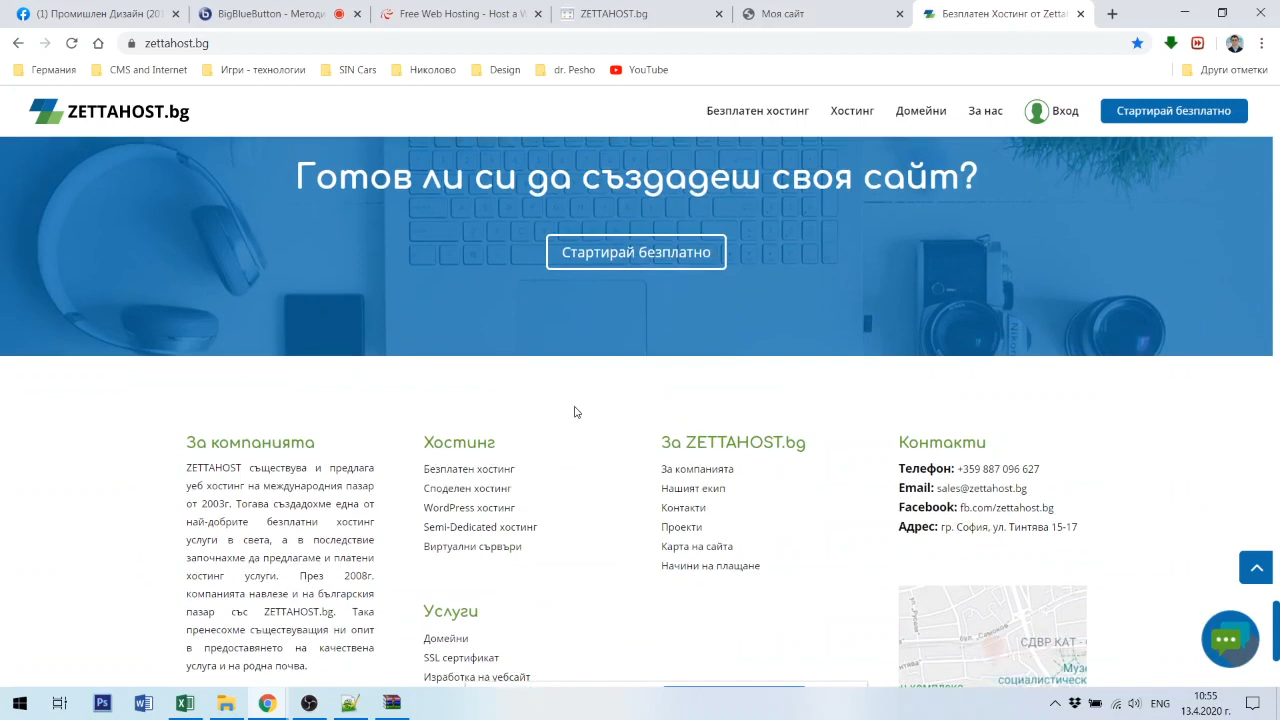 (1) Промишлен Дизайн (201
BigBlueButton - Методи
Free Web Hosting - Host a W
ZETTAHOST.bg
Моя сайт
Безплатен Хостинг от Zettal
zettahost.bg
Германия
CMS and Internet
Игри - технологии
SIN Cars
Николово
Design
dr. Pesho
YouTube
Други отметки
ZETTAHOST.bg
Безплатен хостинг
Хостинг
Домейни
За нас
Вход
Стартирай безплатно
Готов ли си да създадеш своя сайт?
Стартирай безплатно
За компанията
ZETTAHOST съществува и предлага
уеб хостинг на международния пазар
от 2003г. Тогава създадохме една от
най-добрите безплатни хостинг
услуги в света, а в последствие
започнахме да предлагаме и платени
хостинг услуги. През 2008г.
компанията навлезе и на българския
пазар със ZETTAHOST.bg. Така
пренесохме съществуващия ни опит
в предоставянето на качествена
услуга и на родна почва.
Хостинг
Безплатен хостинг
Споделен хостинг
WordPress хостинг
Semi-Dedicated хостинг
Виртуални сървъри
Услуги
Домейни
SSL сертификат
Изработка на уебсайт
За ZETTAHOST.bg
За компанията
Нашият екип
Контакти
Проекти
Карта на сайта
Начини на плащане
Контакти
Телефон: +359 887 096 627
Email: sales@zettahost.bg
Facebook: fb.com/zettahost.bg
Адрес: гр. София, ул. Тинтява 15-17
СДВР КАТ -
Музе
социалистическ
ENG
10:55
13.4.2020 г.